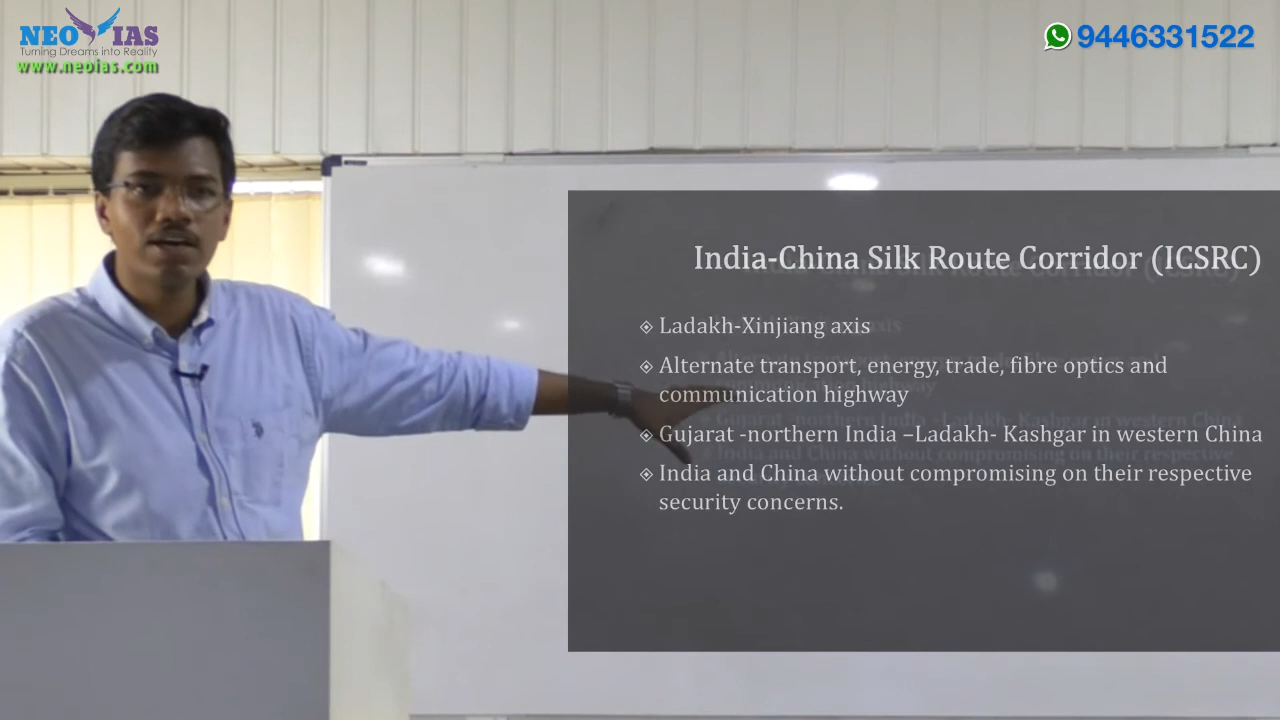 NEO IAS
Turning Dreams into Reality
www.neoias.com
9446331522
India-China Silk Route Corridor (ICSRC)
Ladakh-Xinjiang axis
Alternate transport, energy, trade, fibre optics and
communication highway
Gujarat -northern India –Ladakh- Kashgar in western China
India and China without compromising on their respective
security concerns.